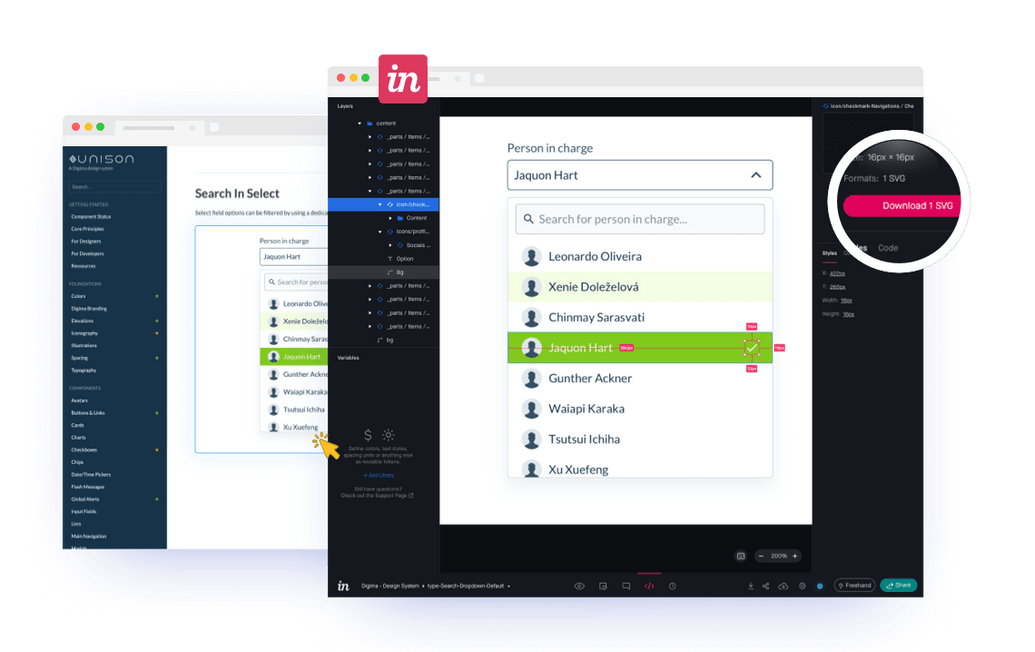 in
UNISON
A Digima design system
Search...
GETTING STARTED
Component Status
Core Principles
For Designers
For Developers
Ressources
FOUNDATIONS
Colors
Digima Branding
Elevations
Iconography
Illustrations
Spacing
Typography
COMPONENTS
Avatars
Buttons & Links
Cards
Charts
Checkboxes
Chips
Date/Time Pickers
Flash Messages
Global Alerts
Input Fields
Lists
Main Navigation
Search In Select
Select field options can be filtered by using a dedica
Person in charge
Jaquon Hart
Search for person
Leonardo Olive
Xenie Doležel
Chinmay Saras
Jaquon Hart
Gunther Ackne
Waiapi Karaka
Tsutsui Ichiha
Xu Xuefeng
Layers
content
_parts / Items /...
_parts / Items /...
_parts / Items /...
_parts / Items /...
_parts / Items /...
icon/check...
Content
Icons/profil...
Socials ...
Option
Bg
_parts / Items /...
_parts / Items /...
_parts / Items /...
_parts / Items /...
bg
Variables
Define colors, text styles,
spacing units or anything else
as reusable tokens.
+ Add Library
Still have questions?
Check out the Support Page
Person in charge
Jaquon Hart
Search for person in charge...
Leonardo Oliveira
Xenie Doleželová
Chinmay Sarasvati
Jaquon Hart
Gunther Ackner
Waiapi Karaka
Tsutsui Ichiha
Xu Xuefeng
200%
icon/checkmark-Navigations / Che
16px × 16px
Formats: 1 SVG
Download 1 SVG
Code
Styles
X: 420px
Y: 265px
Width: 16px
Height: 16px
in
Digima - Design System
type-Search-Dropdown-Default
Freehand
Share